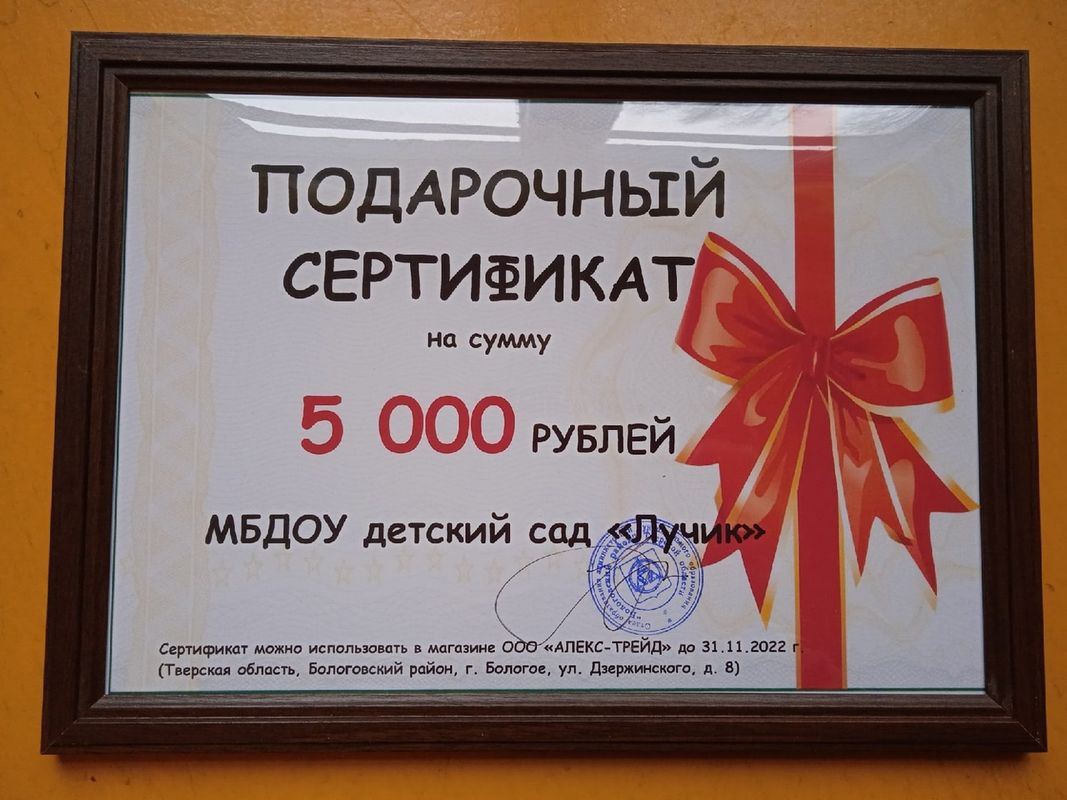 ПОДАРОЧНЫЙ
СЕРТИФИКАТ
на сумму
5 000 РУБЛЕЙ
МБДОУ детский сад «Лучик»
Сертификат можно использовать в магазине ООО «АЛЕКС-ТРЕЙД» до 31.11.2022 г.
(Тверская область, Бологовский район, г. Бологое, ул. Дзержинского, д. 8)